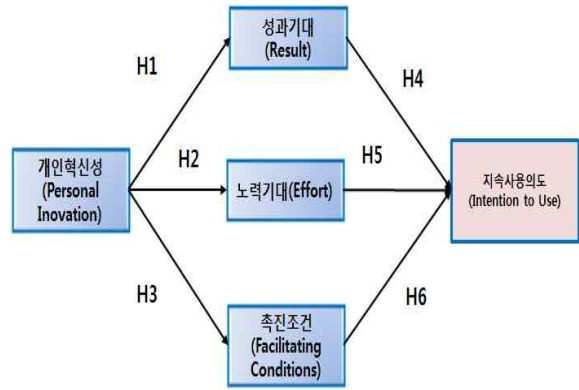 성과기대
(Result)
H1
H4
개인혁신성
(Personal
Inovation)
H2
노력기대(Effort)
H5
지속사용의도
(Intention to Use)
H3
H6
촉진조건
(Facilitating
Conditions)